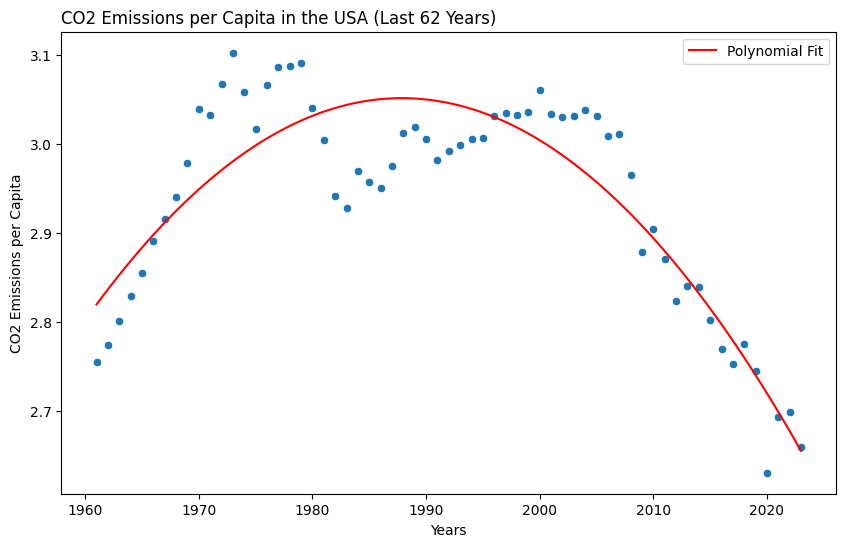 CO2 Emissions per Capita in the USA (Last 62 Years)
Polynomial Fit
CO2 Emissions per Capita
3.1
3.0
2.9
2.8
2.7
1960 1970 1980 1990 2000 2010 2020
Years